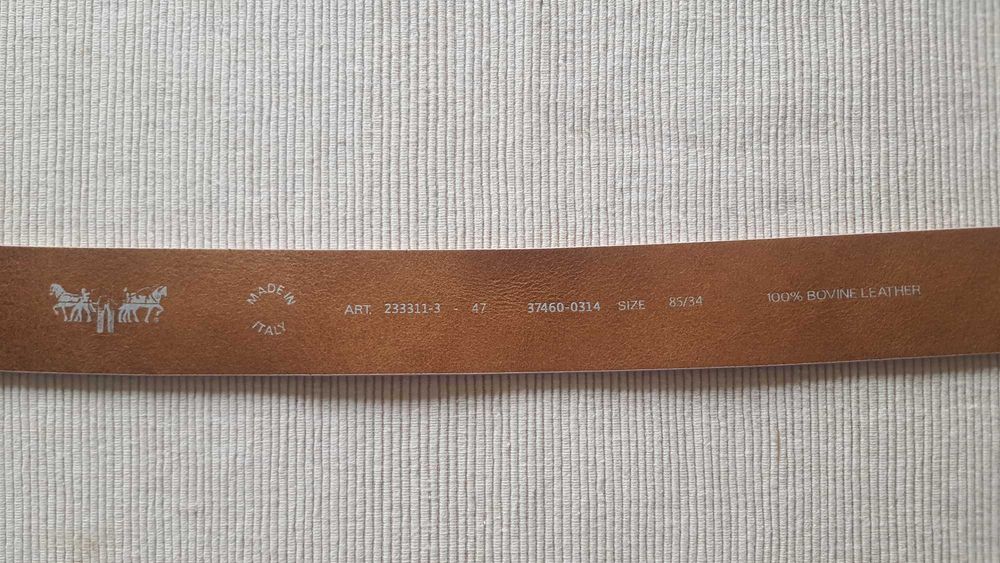 MADE IN
ITALY
ART. 233311-3 - 47 37460-0314 SIZE 85/34
100% BOVINE LEATHER